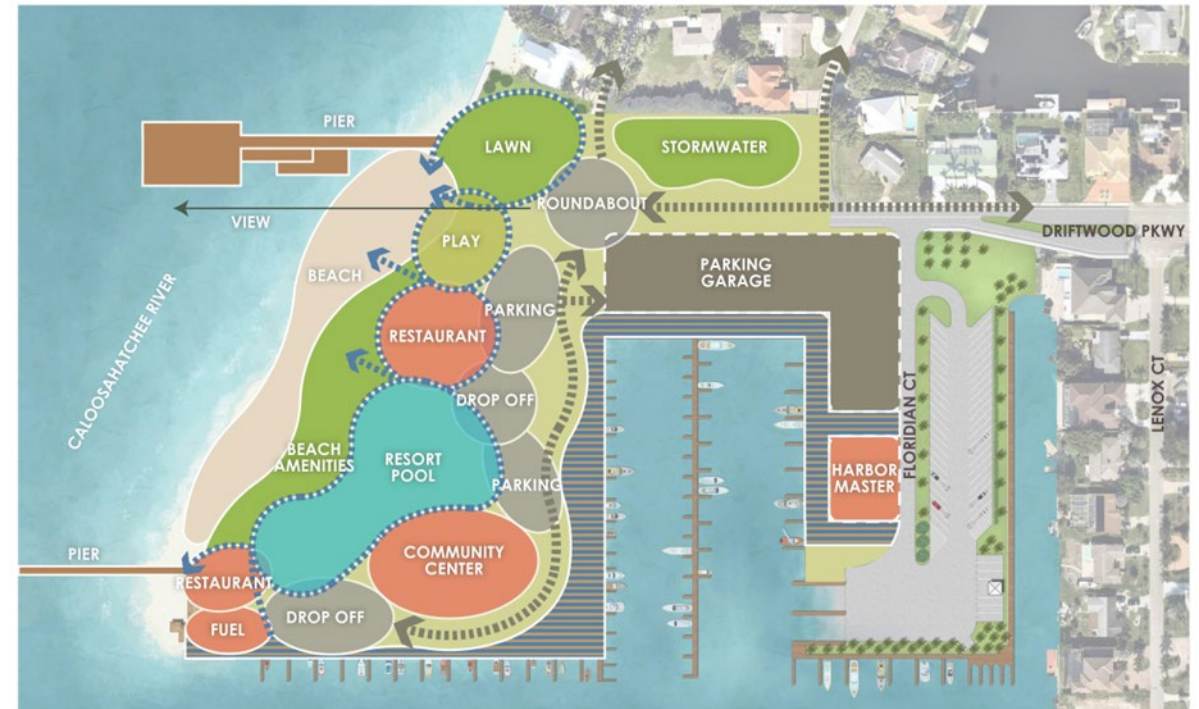 PIER
LAWN
STORMWATER
ROUNDABOUT
VIEW
DRIFTWOOD PKWY
PLAY
BEACH
PARKING
GARAGE
PARKING
RESTAURANT
CALOOSAHATCHEE RIVER
DROP OFF
FLORIDIAN CT
LENOX CT
BEACH
AMENITIES
RESORT
POOL
PARKING
HARBOR
MASTER
PIER
COMMUNITY
CENTER
RESTAURANT
DROP OFF
FUEL